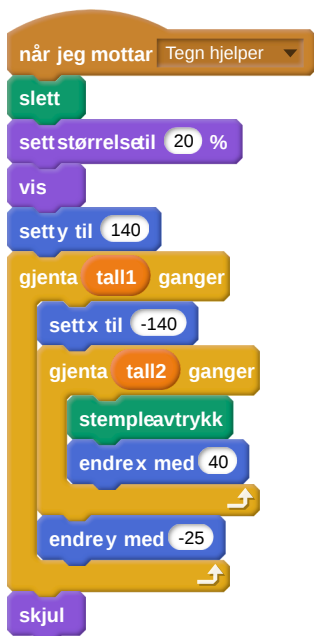 når jeg mottar Tegn hjelper
slett
sett størrelse til 20 %
vis
sett y til 140
gjenta tall1 ganger
sett x til -140
gjenta tall2 ganger
stemple avtrykk
endre x med 40
endre y med -25
skjul